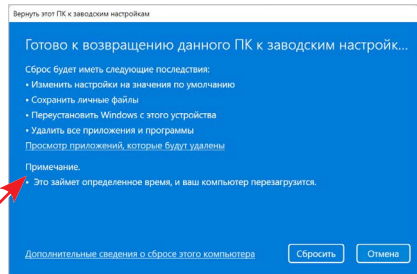 Вернуть этот ПК к заводским настройкам
Готово к возвращению данного ПК к заводским настройк...
Сброс будет иметь следующие последствия:
• Изменить настройки на значения по умолчанию
• Сохранить личные файлы
• Переустановить Windows с этого устройства
• Удалить все приложения и программы
Просмотр приложений, которые будут удалены
Примечание.
• Это займет определенное время, и ваш компьютер перезагрузится.
Дополнительные сведения о сбросе этого компьютера
Сбросить
Отмена